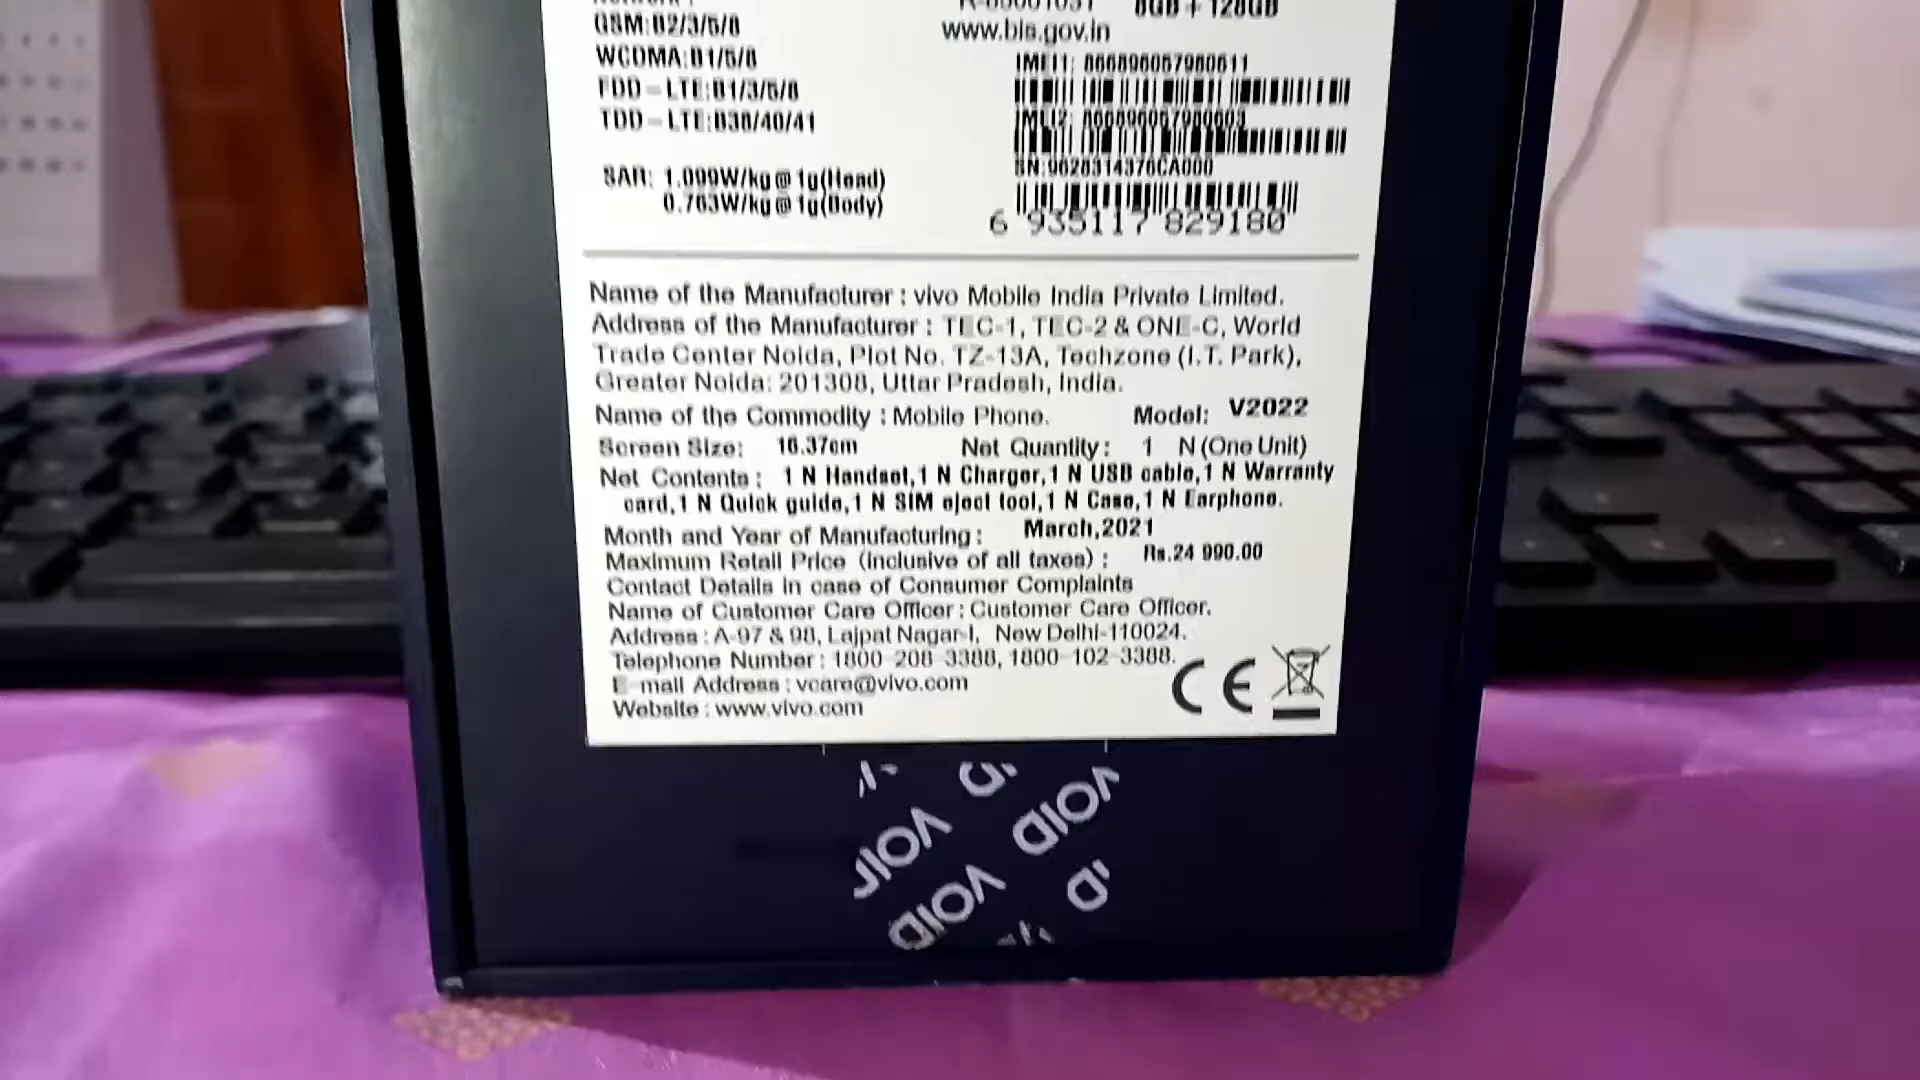 GSM:B2/3/5/8
WCDMA:B1/5/8
FDD-LTE:B1/3/5/8
TDD-LTE:B38/40/41
SAR: 1.099W/kg@1g(Head)
0.763W/kg@1g(Body)
8GB + 128GB
www.bis.gov.in
IMEI1: 866896057980611
IMEI2: 866896057980603
SN:9628314376CA000
6 935117 829180
Name of the Manufacturer : vivo Mobile India Private Limited.
Address of the Manufacturer : TEC-1, TEC-2 & ONE-C, World
Trade Center Noida, Plot No. TZ-13A, Techzone (I.T. Park),
Greater Noida: 201308, Uttar Pradesh, India.
Name of the Commodity : Mobile Phone. Model: V2022
Screen Size: 16.37cm Net Quantity: 1 N (One Unit)
Net Contents: 1 N Handset,1 N Charger,1 N USB cable,1 N Warranty
card,1 N Quick guide,1 N SIM eject tool,1 N Case,1 N Earphone.
Month and Year of Manufacturing: March,2021
Maximum Retail Price (inclusive of all taxes) : Rs.24 990.00
Contact Details in case of Consumer Complaints
Name of Customer Care Officer : Customer Care Officer.
Address : A-97 & 98, Lajpat Nagar-I, New Delhi-110024.
Telephone Number : 1800-208-3388, 1800-102-3388.
E-mail Address : vcare@vivo.com
Website : www.vivo.com
CE
VOID
VOID